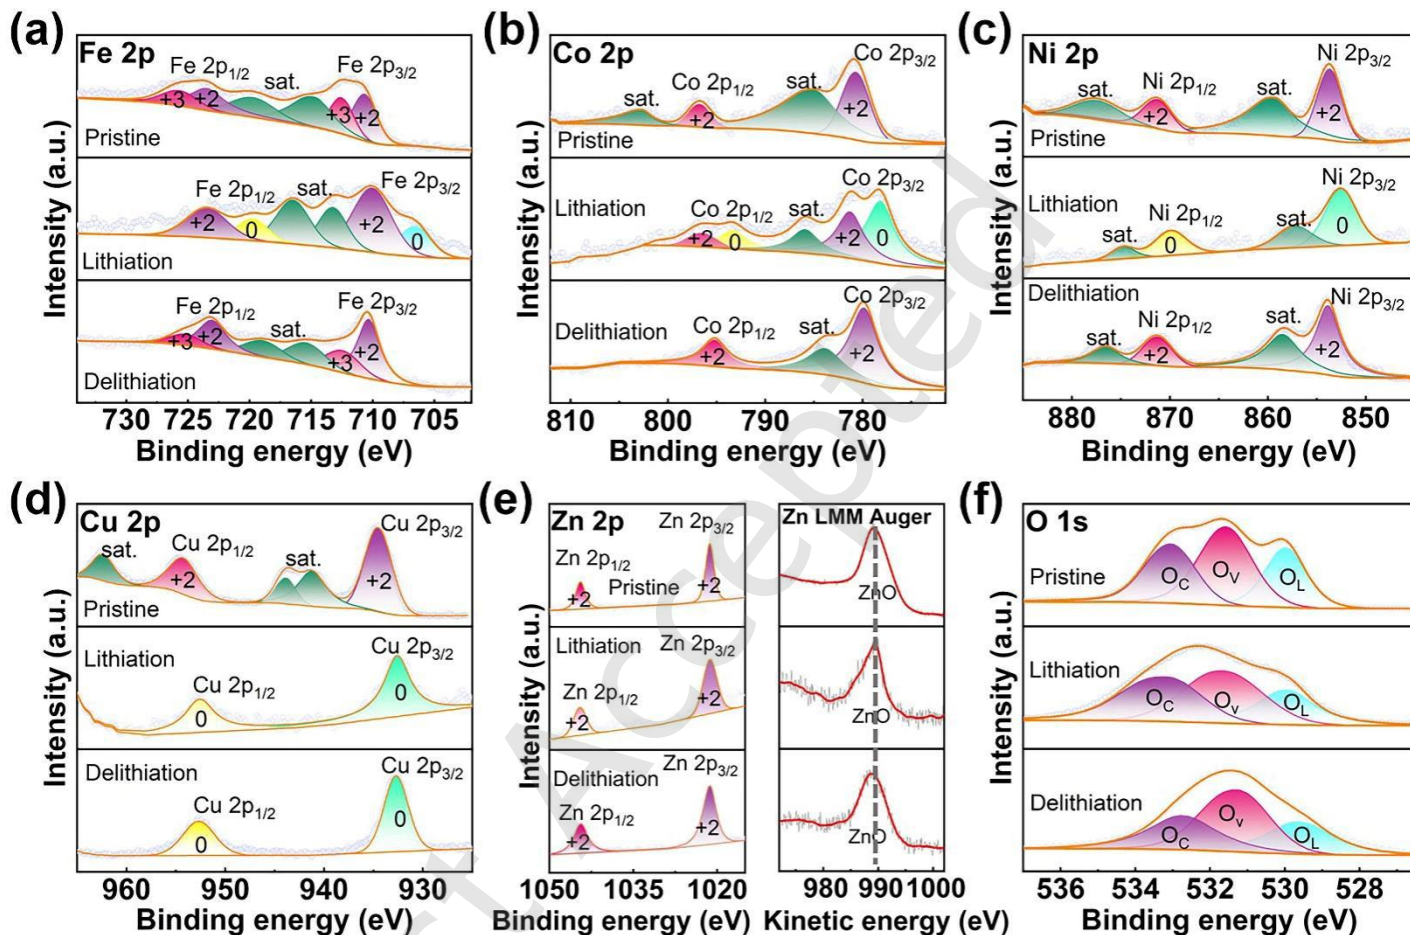 (a)
Fe 2p
Fe 2p1/2
sat.
Fe 2p3/2
+3
+2
+3
+2
Pristine
Fe 2p1/2
sat.
Fe 2p3/2
+2
0
+2
0
Lithiation
Fe 2p1/2
sat.
Fe 2p3/2
+3
+2
+3
+2
Delithiation
730 725 720 715 710 705
Binding energy (eV)
Intensity (a.u.)
(b)
Co 2p
Co 2p3/2
Co 2p1/2
sat.
sat.
+2
+2
Pristine
Lithiation
Co 2p1/2
sat.
Co 2p3/2
+2
0
+2
0
Delithiation
Co 2p1/2
sat.
Co 2p3/2
+2
+2
810 800 790 780
Binding energy (eV)
Intensity (a.u.)
(c)
Ni 2p
Ni 2p3/2
sat.
Ni 2p1/2
sat.
+2
+2
Pristine
Lithiation
Ni 2p3/2
sat.
Ni 2p1/2
sat.
0
0
Delithiation
Ni 2p1/2
sat.
Ni 2p3/2
sat.
+2
+2
880 870 860 850
Binding energy (eV)
Intensity (a.u.)
(d)
Cu 2p
Cu 2p3/2
sat.
Cu 2p1/2
sat.
+2
+2
Pristine
Lithiation
Cu 2p3/2
Cu 2p1/2
0
0
Delithiation
Cu 2p3/2
Cu 2p1/2
0
0
960 950 940 930
Binding energy (eV)
Intensity (a.u.)
(e)
Zn 2p
Zn 2p3/2
Zn 2p1/2
Pristine
+2
+2
Lithiation
Zn 2p3/2
Zn 2p1/2
+2
+2
Delithiation
Zn 2p3/2
Zn 2p1/2
+2
+2
1050 1035 1020
Binding energy (eV)
Intensity (a.u.)
Zn LMM Auger
ZnO
ZnO
ZnO
980 990 1000
Kinetic energy (eV)
(f)
O 1s
Pristine
OC
OV
OL
Lithiation
OC
OV
OL
Delithiation
OC
OV
OL
536 534 532 530 528
Binding energy (eV)
Intensity (a.u.)
st Accepted